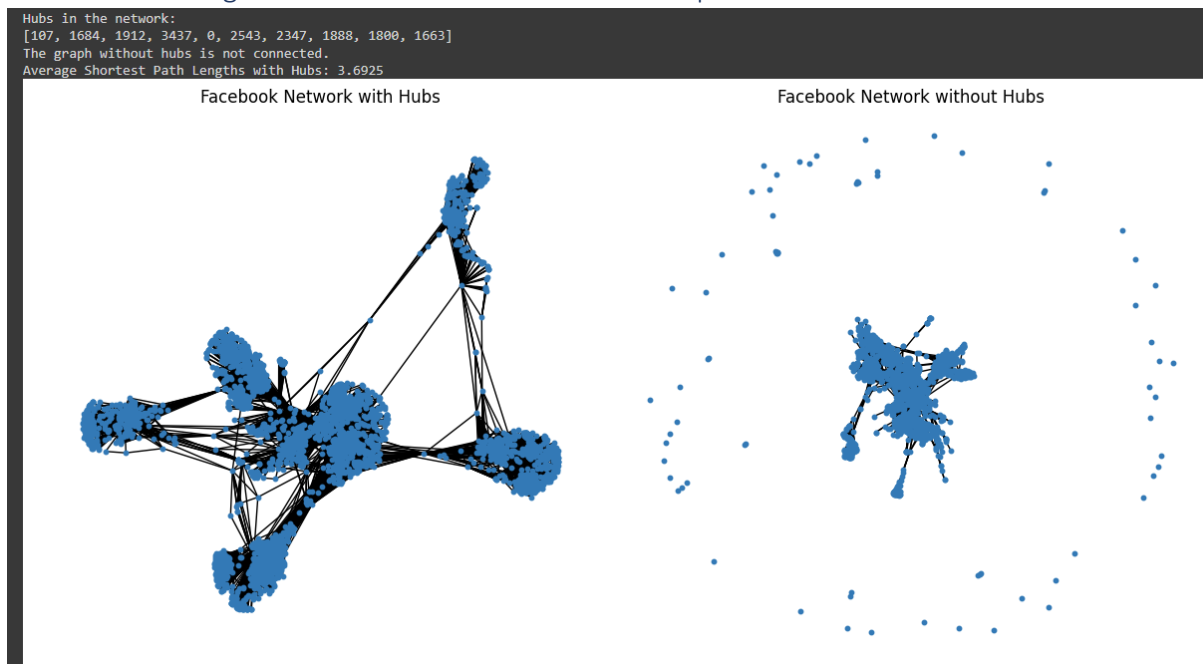 Hubs in the network:
[107, 1684, 1912, 3437, 0, 2543, 2347, 1888, 1800, 1663]
The graph without hubs is not connected.
Average Shortest Path Lengths with Hubs: 3.6925
Facebook Network with Hubs
Facebook Network without Hubs